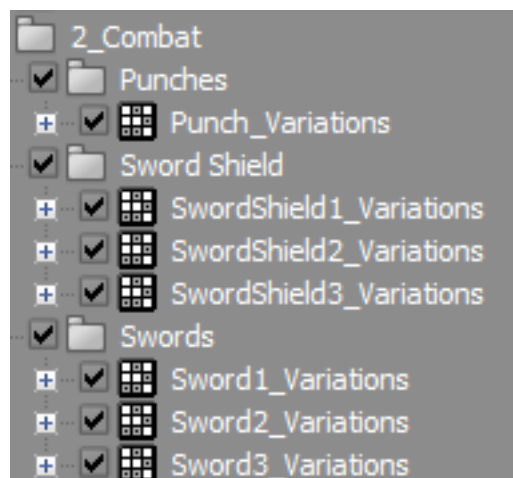 2_Combat
Punches
Punch_Variations
Sword Shield
SwordShield1_Variations
SwordShield2_Variations
SwordShield3_Variations
Swords
Sword1_Variations
Sword2_Variations
Sword3_Variations